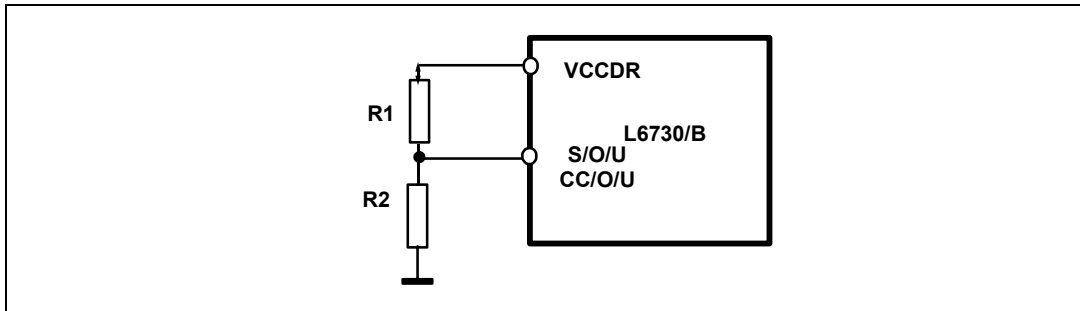 VCCDR
R1
L6730/B
S/O/U
CC/O/U
R2